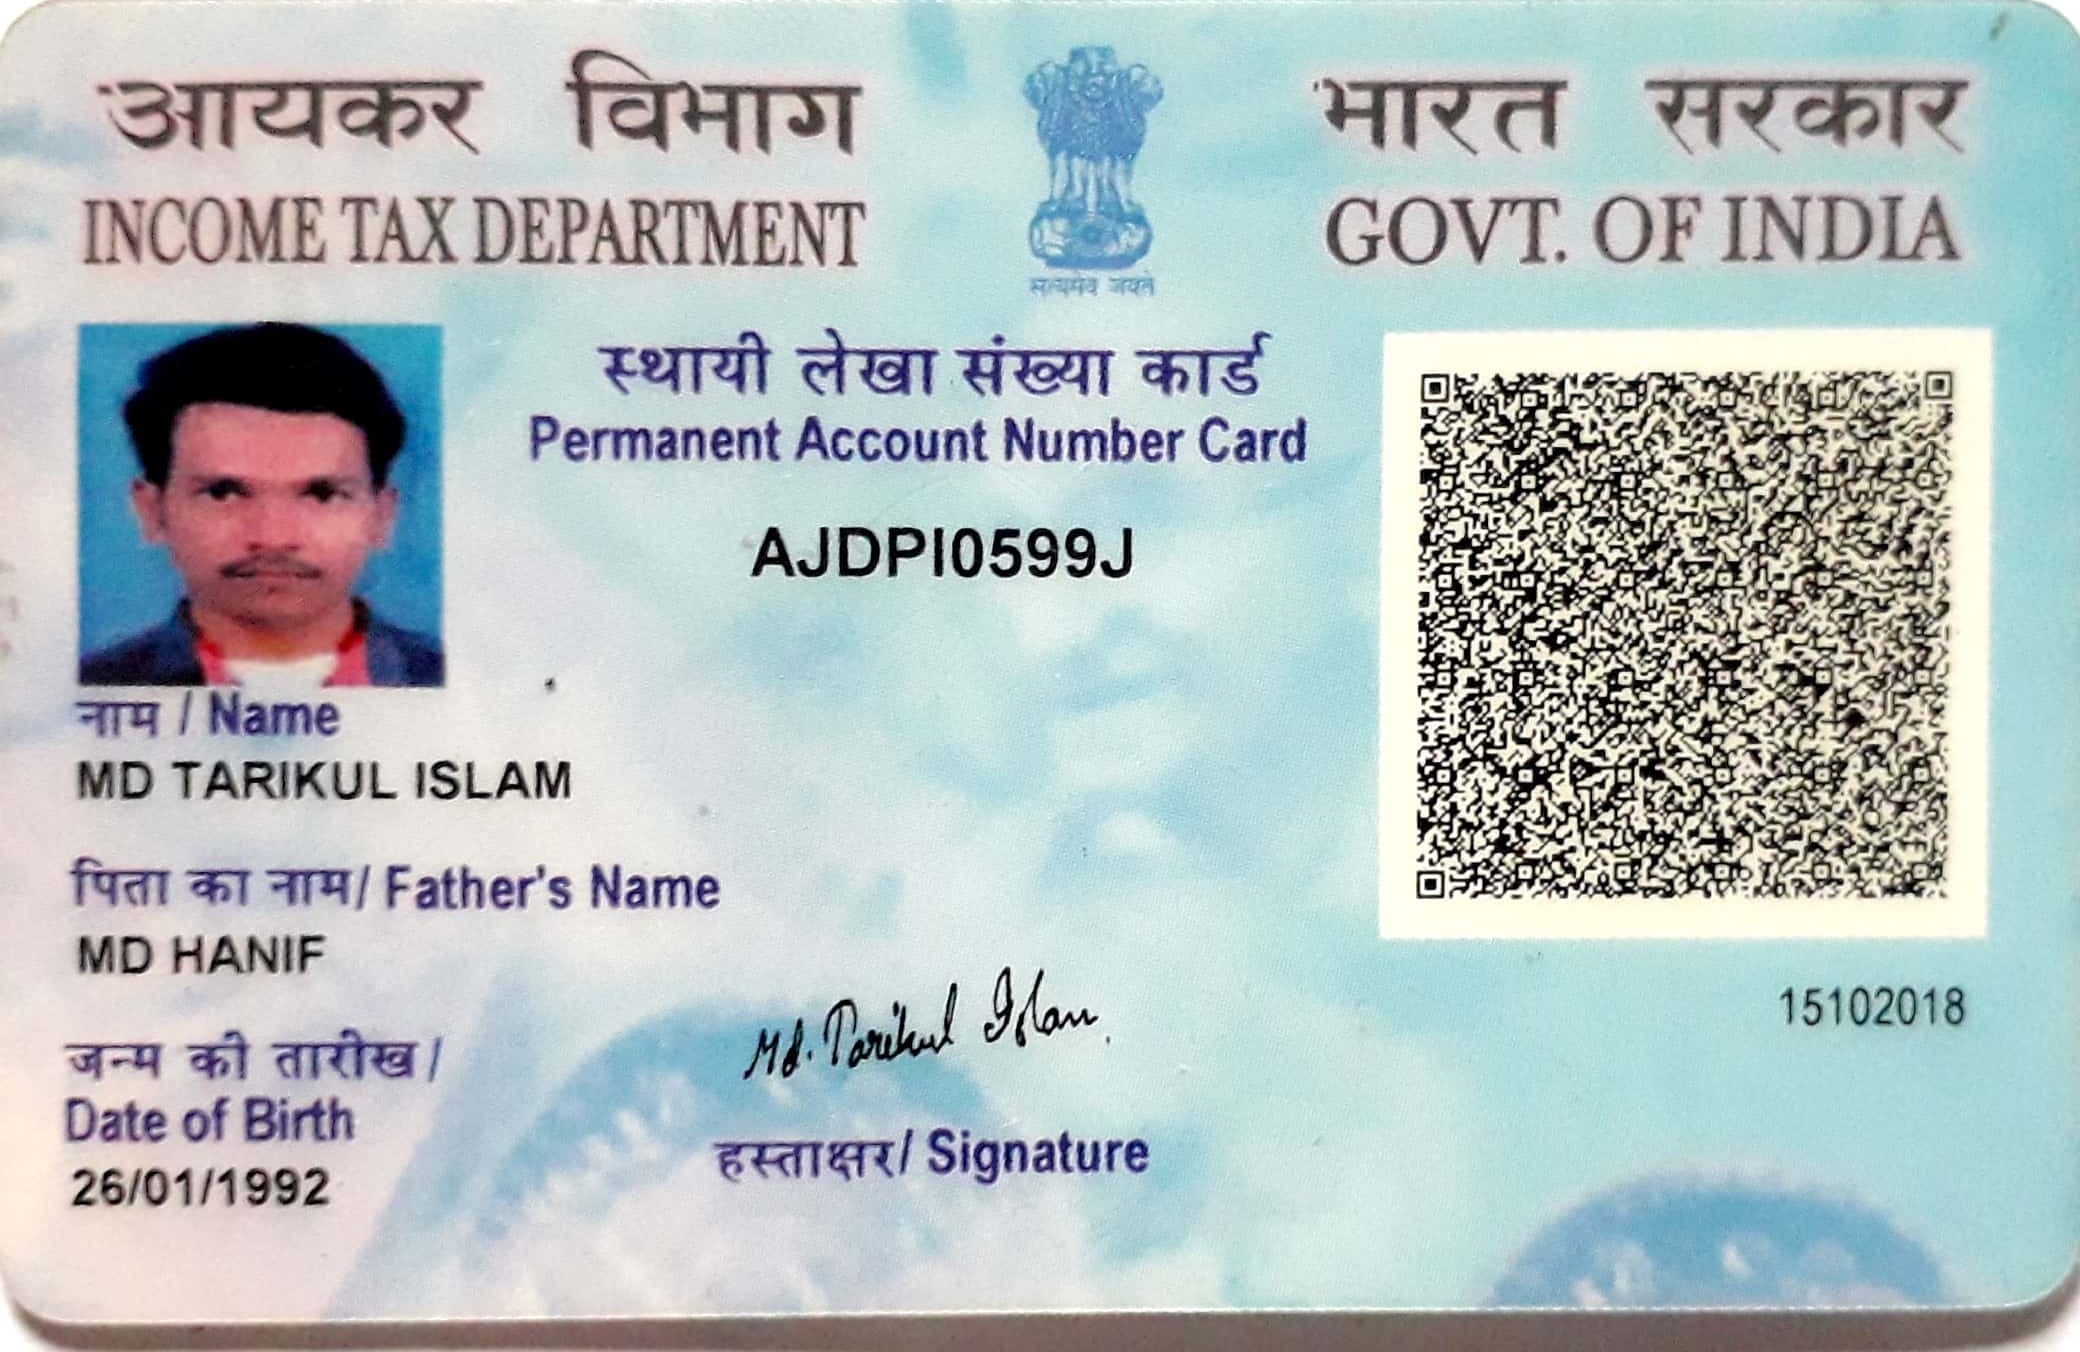 आयकर विभाग
INCOME TAX DEPARTMENT
सत्यमेव जयते
भारत सरकार
GOVT. OF INDIA
स्थायी लेखा संख्या कार्ड
Permanent Account Number Card
AJDPI0599J
नाम / Name
MD TARIKUL ISLAM
पिता का नाम/ Father's Name
MD HANIF
जन्म की तारीख /
Date of Birth
26/01/1992
Md. Tarikul Islam.
हस्ताक्षर/ Signature
15102018